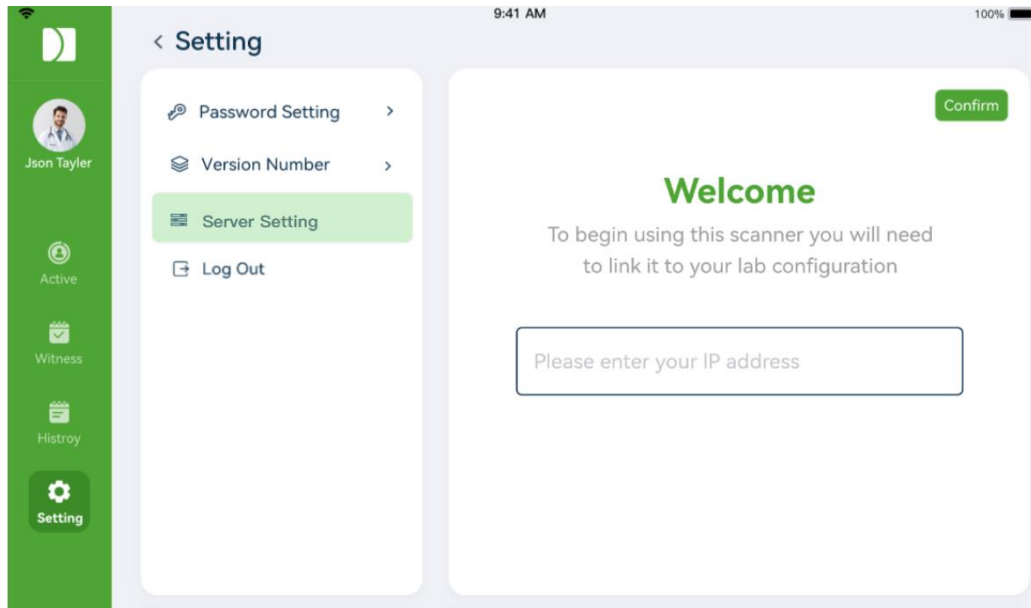 9:41 AM
100%
Setting
Json Tayler
Active
Witness
Histroy
Setting
Password Setting
Version Number
Server Setting
Log Out
Confirm
Welcome
To begin using this scanner you will need
to link it to your lab configuration
Please enter your IP address